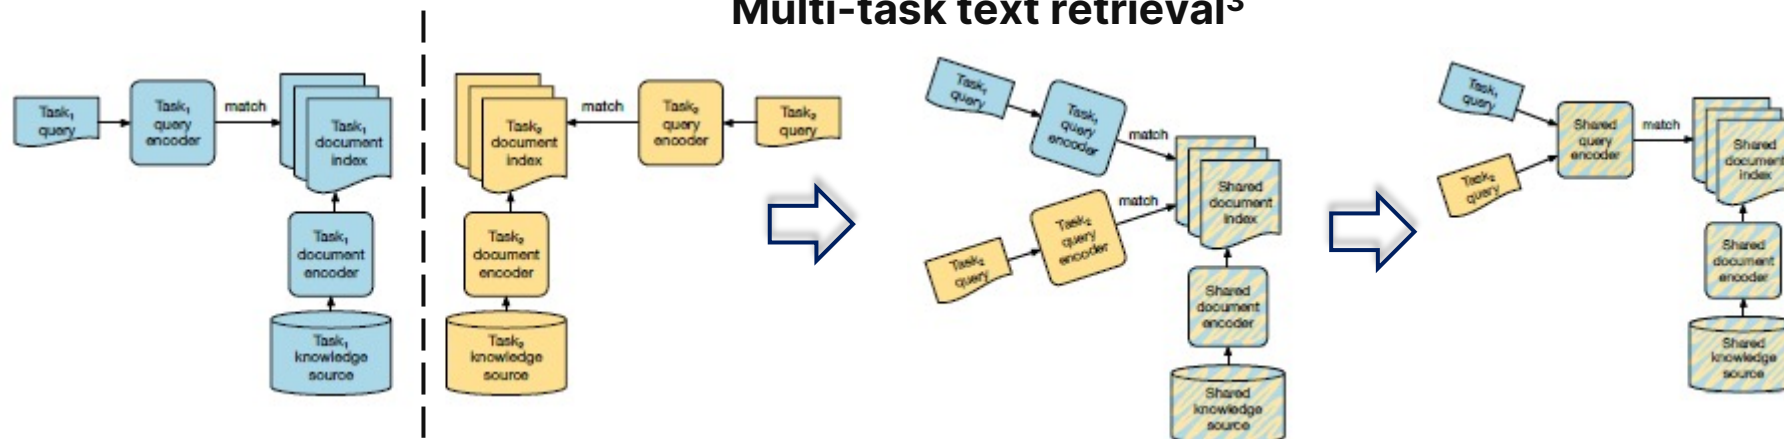 Multi-task text retrieval³
Task₁
query
Task₁
query
encoder
match
Task₁
document
index
Task₁
document
encoder
Task₁
knowledge
source
Task₂
document
index
match
Task₂
query
encoder
Task₂
query
Task₂
document
encoder
Task₂
knowledge
source
Task₁
query
Task₁
query
encoder
match
Task₂
query
Task₂
query
encoder
match
Shared
document
index
Shared
document
encoder
Shared
knowledge
source
Task₁
query
Task₂
query
Shared
query
encoder
match
Shared
document
index
Shared
document
encoder
Shared
knowledge
source